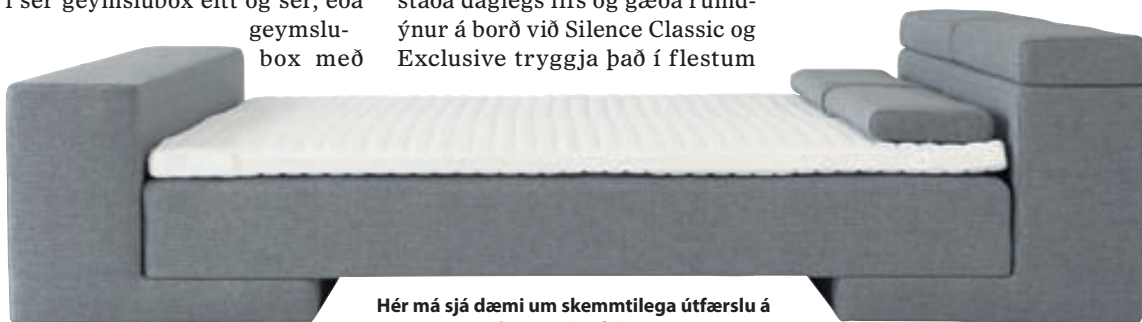 í sér geymslubox eitt og sér, eða
geymslu-
box með
staða daglegs lífs og gæða rúmd-
ýnur á borð við Silence Classic og
Exclusive tryggja það í flestum
Hér má sjá dæmi um skemmtilega útfærslu á